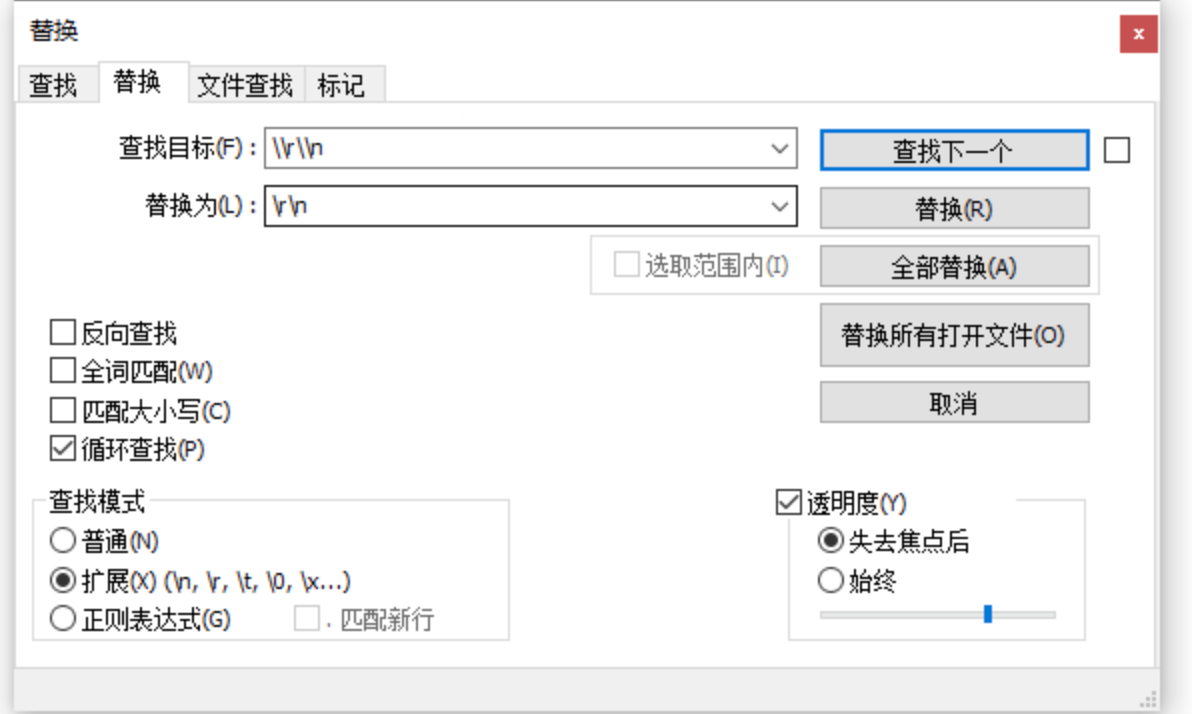 替换
x
查找 替换 文件查找 标记
查找目标(F)： \\r\\n 查找下一个
替换为(L)： \r\n 替换(R)
选取范围内(I) 全部替换(A)
替换所有打开文件(O)
反向查找
全词匹配(W)
匹配大小写(C)
循环查找(P)
取消
查找模式
普通(N)
扩展(X) (\n, \r, \t, \0, \x...)
正则表达式(G) . 匹配新行
透明度(Y)
失去焦点后
始终